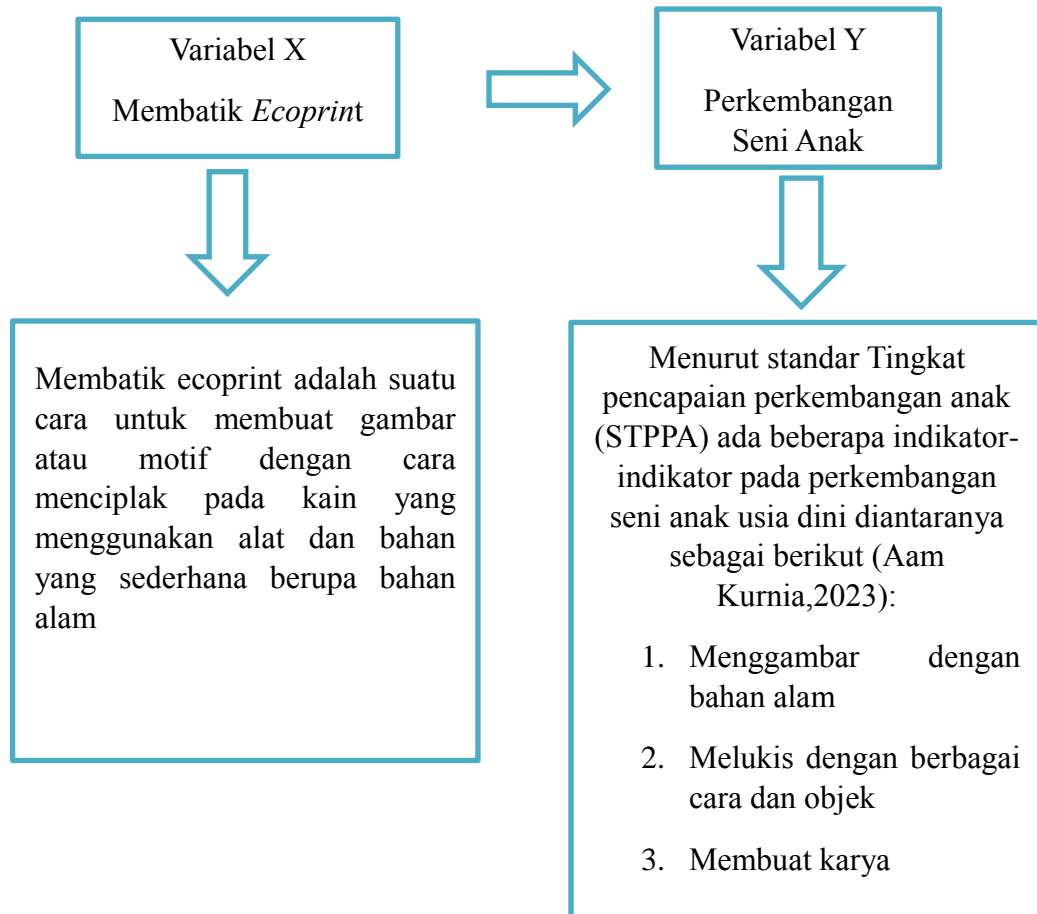 Variabel X
Membatik Ecoprint
Variabel Y
Perkembangan
Seni Anak
Membatik ecoprint adalah suatu
cara untuk membuat gambar
atau motif dengan cara
menciplak pada kain yang
menggunakan alat dan bahan
yang sederhana berupa bahan
alam
Menurut standar Tingkat
pencapaian perkembangan anak
(STPPA) ada beberapa indikator-
indikator pada perkembangan
seni anak usia dini diantaranya
sebagai berikut (Aam
Kurnia,2023):
1. Menggambar dengan
bahan alam
2. Melukis dengan berbagai
cara dan objek
3. Membuat karya